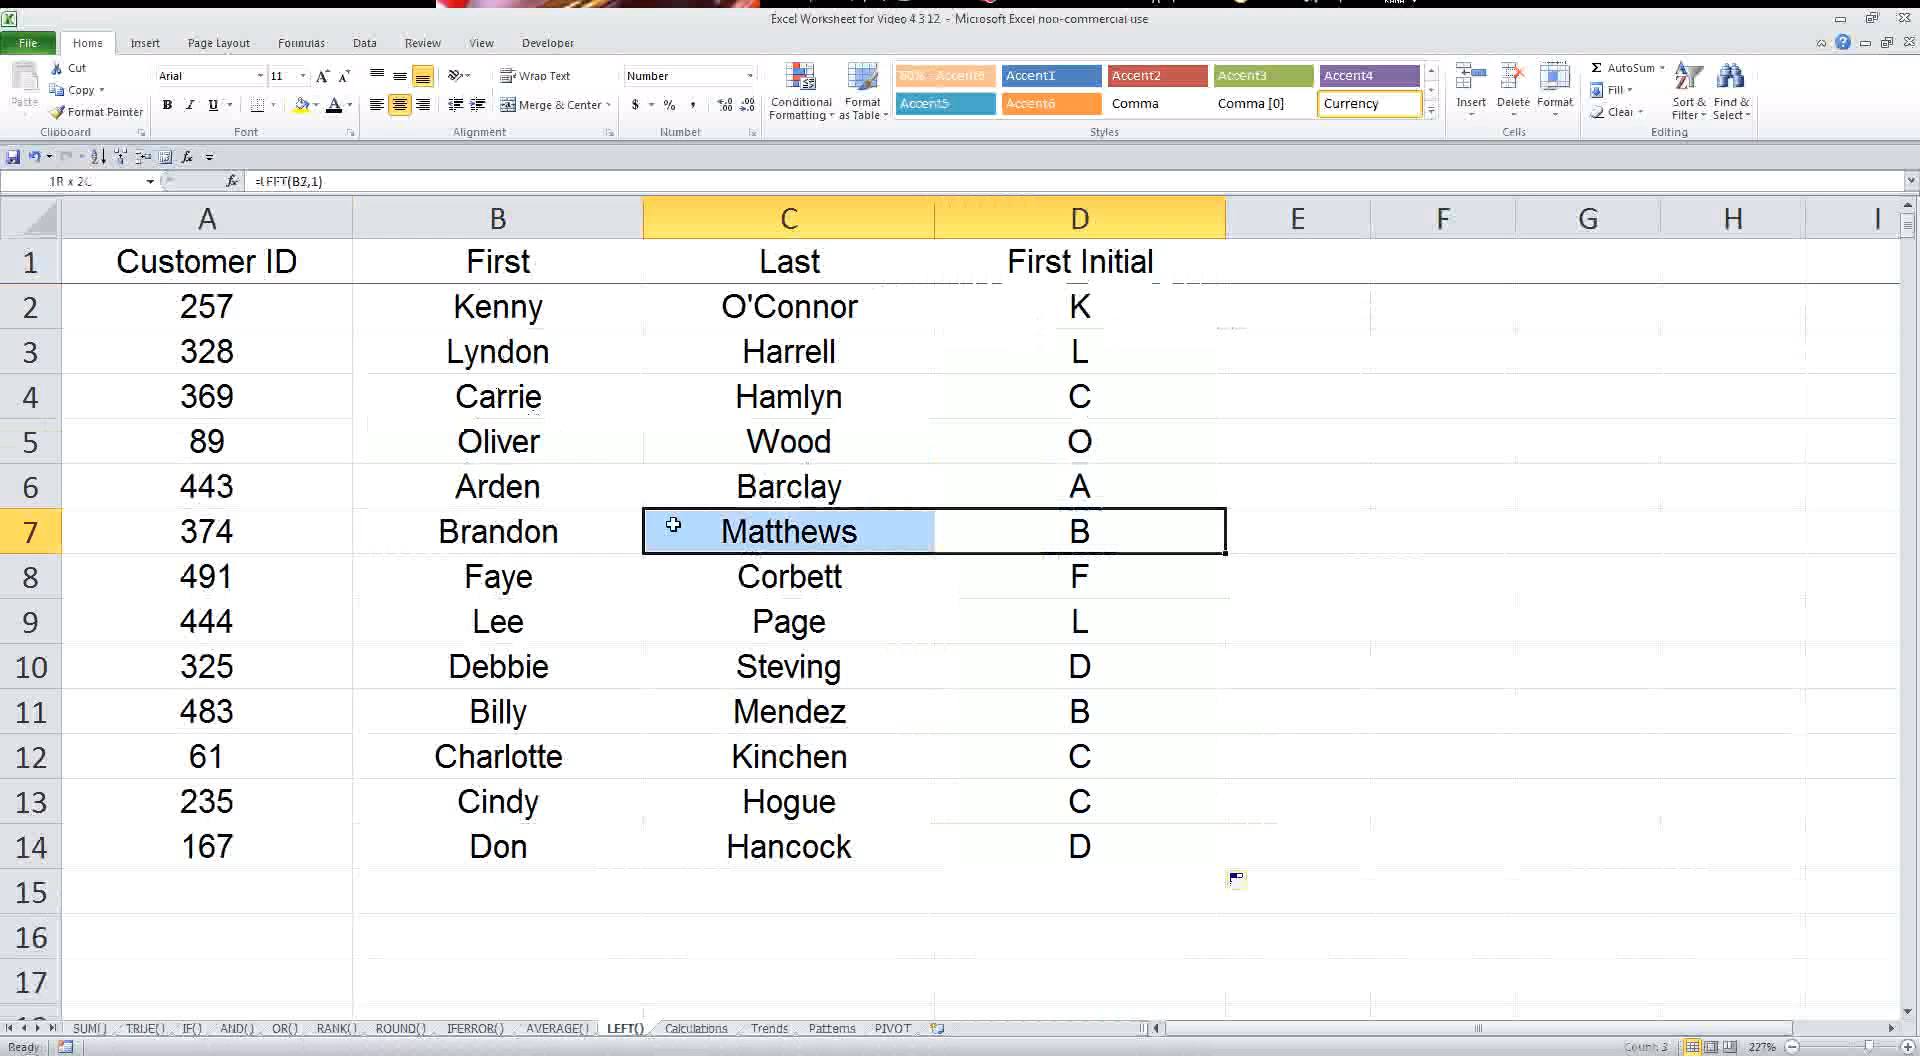 Excel Worksheet for Video 4.3.12 - Microsoft Excel non-commercial use
File Home Insert Page Layout Formulas Data Review View Developer
Cut
Copy
Format Painter
Paste
Clipboard
Arial 11
B I U
Font
Wrap Text
Merge & Center
Alignment
Number
$ % ,
Number
Conditional Formatting
Format as Table
60% - Accent6 Accent1 Accent2 Accent3 Accent4
Accent5 Accent6 Comma Comma [0] Currency
Styles
Insert Delete Format
Cells
Σ AutoSum
Fill
Clear
Sort & Filter
Find & Select
Editing
1R x 2C fx =LEFT(B7,1)
A B C D E F G H I
1 Customer ID First Last First Initial
2 257 Kenny O'Connor K
3 328 Lyndon Harrell L
4 369 Carrie Hamlyn C
5 89 Oliver Wood O
6 443 Arden Barclay A
7 374 Brandon Matthews B
8 491 Faye Corbett F
9 444 Lee Page L
10 325 Debbie Steving D
11 483 Billy Mendez B
12 61 Charlotte Kinchen C
13 235 Cindy Hogue C
14 167 Don Hancock D
15
16
17
SUM() TRUE() IF() AND() OR() RANK() ROUND() IFERROR() AVERAGE() LEFT() Calculations Trends Patterns PIVOT
Ready Count: 3 227%